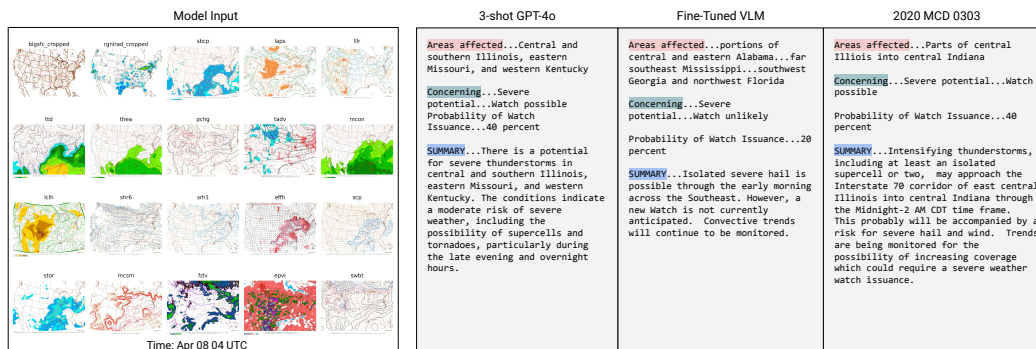 Model Input
bigsfc_cropped
rgnlrad_cropped
sbcp
laps
lllr
ttd
thea
pchg
tadv
mcon
lclh
shr6
srh1
effh
scp
stor
mcsm
fzlv
epvl
swbt
Time: Apr 08 04 UTC
3-shot GPT-4o
Areas affected...Central and
southern Illinois, eastern
Missouri, and western Kentucky
Concerning...Severe
potential...Watch possible
Probability of Watch
Issuance...40 percent
SUMMARY...There is a potential
for severe thunderstorms in
central and southern Illinois,
eastern Missouri, and western
Kentucky. The conditions indicate
a moderate risk of severe
weather, including the
possibility of supercells and
tornadoes, particularly during
the late evening and overnight
hours.
Fine-Tuned VLM
Areas affected...portions of
central and eastern Alabama...far
southeast Mississippi...southwest
Georgia and northwest Florida
Concerning...Severe
potential...Watch unlikely
Probability of Watch Issuance...20
percent
SUMMARY...Isolated severe hail is
possible through the early morning
across the Southeast. However, a
new Watch is not currently
anticipated.  Convective trends
will continue to be monitored.
2020 MCD 0303
Areas affected...Parts of central
Illiois into central Indiana
Concerning...Severe potential...Watch
possible
Probability of Watch Issuance...40
percent
SUMMARY...Intensifying thunderstorms,
including at least an isolated
supercell or two,  may approach the
Interstate 70 corridor of east central
Illinois into central Indiana through
the Midnight-2 AM CDT time frame.
This probably will be accompanied by a
risk for severe hail and wind.  Trends
are being monitored for the
possibility of increasing coverage
which could require a severe weather
watch issuance.